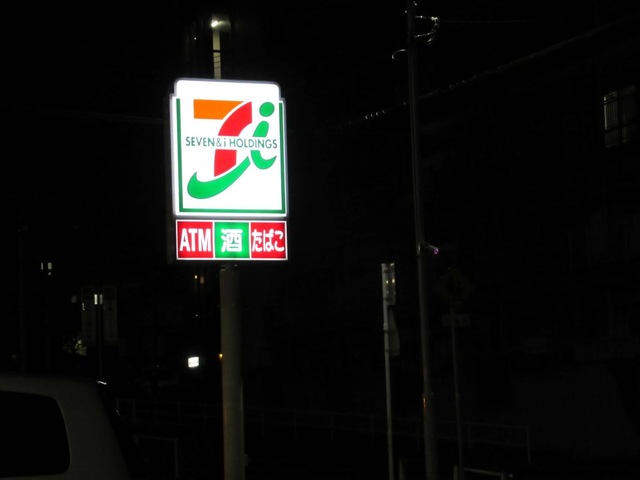 7i
SEVEN&i HOLDINGS
ATM 酒 たばこ